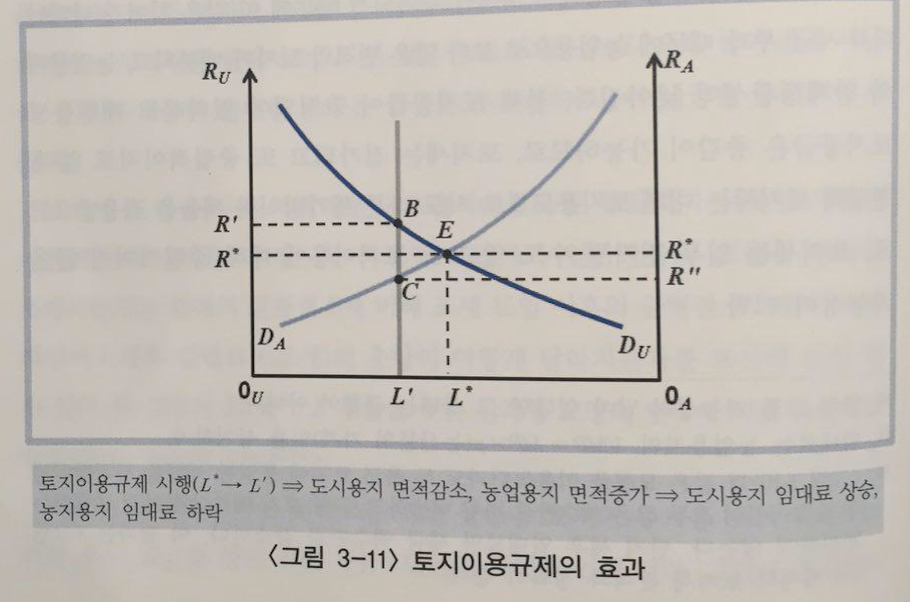 R_U R_A
B
R' E
R* R*
C R''
D_A D_U
0_U L' L* 0_A
토지이용규제 시행(L*→ L') ⇒ 도시용지 면적감소, 농업용지 면적증가 ⇒ 도시용지 임대료 상승,
농지용지 임대료 하락
〈그림 3-11〉 토지이용규제의 효과